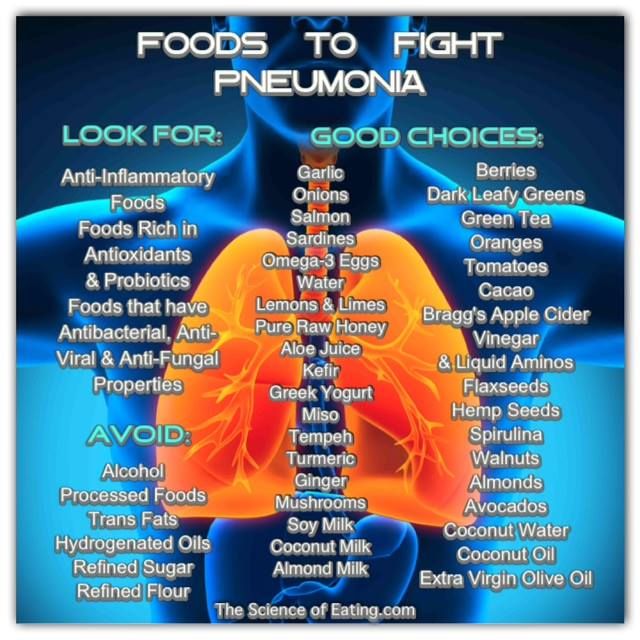 FOODS TO FIGHT
PNEUMONIA
LOOK FOR:
Anti-Inflammatory
Foods
Foods Rich in
Antioxidants
& Probiotics
Foods that have
Antibacterial, Anti-
Viral & Anti-Fungal
Properties
AVOID:
Alcohol
Processed Foods
Trans Fats
Hydrogenated Oils
Refined Sugar
Refined Flour
GOOD CHOICES:
Garlic
Onions
Salmon
Sardines
Omega-3 Eggs
Water
Lemons & Limes
Pure Raw Honey
Aloe Juice
Kefir
Greek Yogurt
Miso
Tempeh
Turmeric
Ginger
Mushrooms
Soy Milk
Coconut Milk
Almond Milk
Berries
Dark Leafy Greens
Green Tea
Oranges
Tomatoes
Cacao
Bragg's Apple Cider
Vinegar
& Liquid Aminos
Flaxseeds
Hemp Seeds
Spirulina
Walnuts
Almonds
Avocados
Coconut Water
Coconut Oil
Extra Virgin Olive Oil
The Science of Eating.com